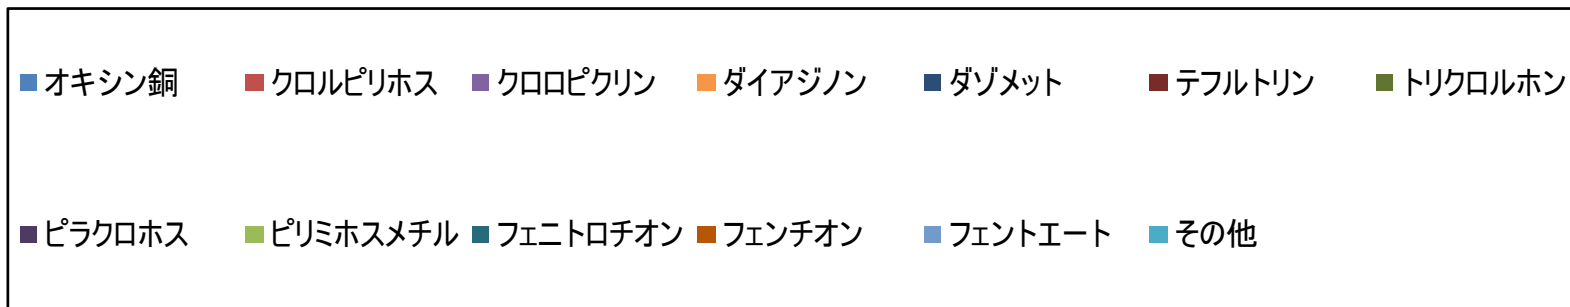 オキシン銅 クロルピリホス クロロピクリン ダイアジノン ダゾメット テフルトリン トリクロルホン
ピラクロホス ピリミホスメチル フェニトロチオン フェンチオン フェントエート その他